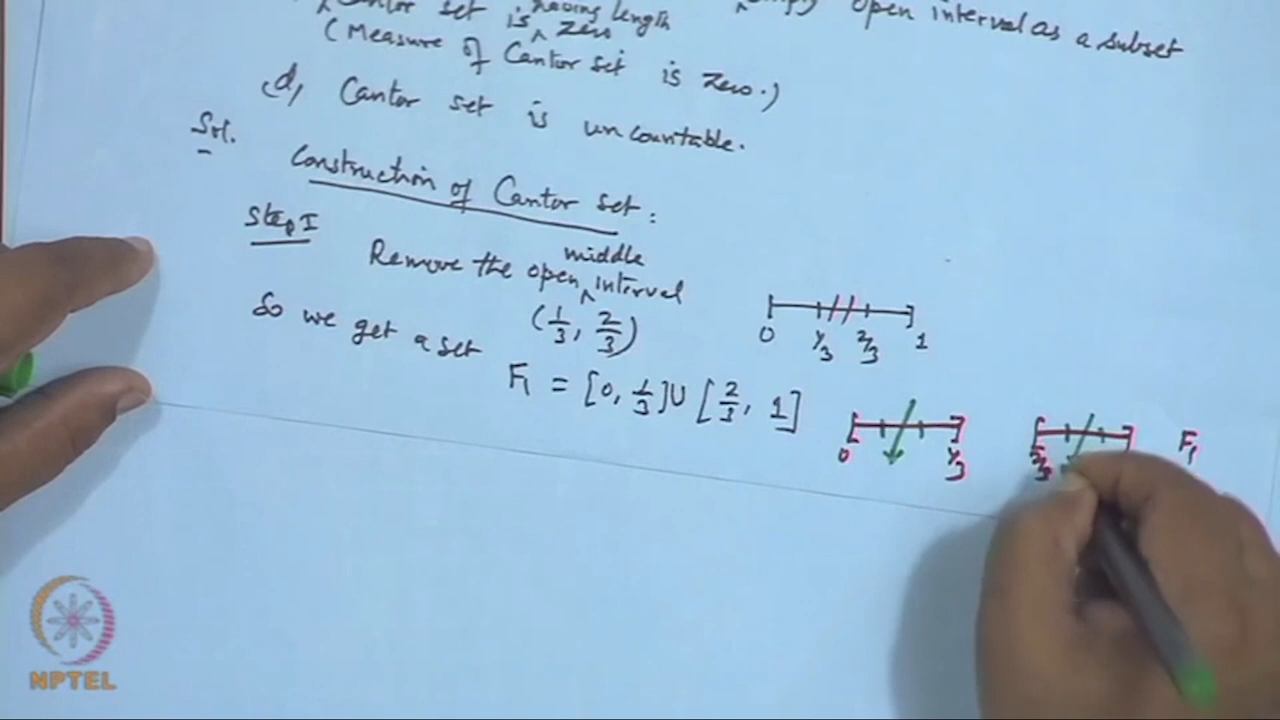 Cantor set is having length zero
empty open interval as a subset
(Measure of Cantor set is zero.)
(d) Cantor set is uncountable.
Sol.
Construction of Cantor set:
Step I Remove the open middle interval
(1/3, 2/3)
0 1/3 2/3 1
So we get a set
F1 = [0, 1/3] U [2/3, 1]
0 1/3 2/3 F1
NPTEL